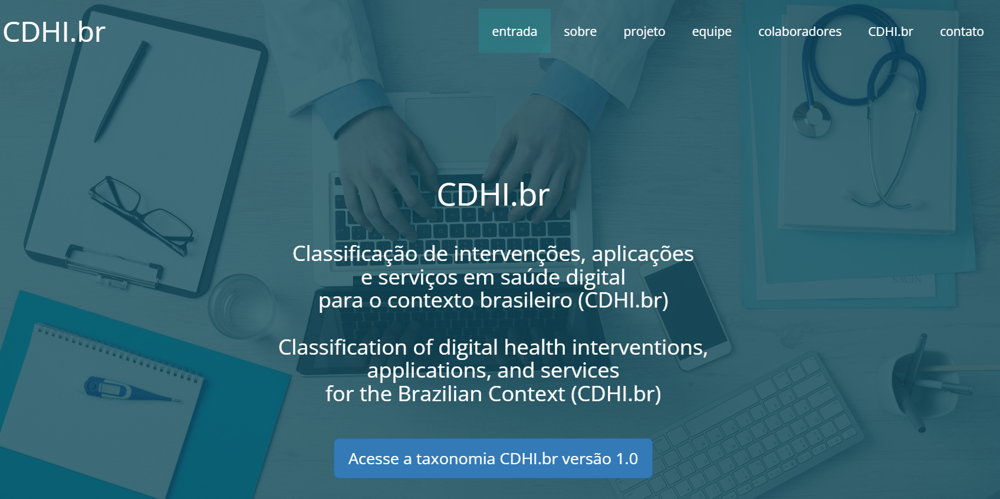 CDHI.br
entrada sobre projeto equipe colaboradores CDHI.br contato
CDHI.br
Classificação de intervenções, aplicações
e serviços em saúde digital
para o contexto brasileiro (CDHI.br)
Classification of digital health interventions,
applications, and services
for the Brazilian Context (CDHI.br)
Acesse a taxonomia CDHI.br versão 1.0